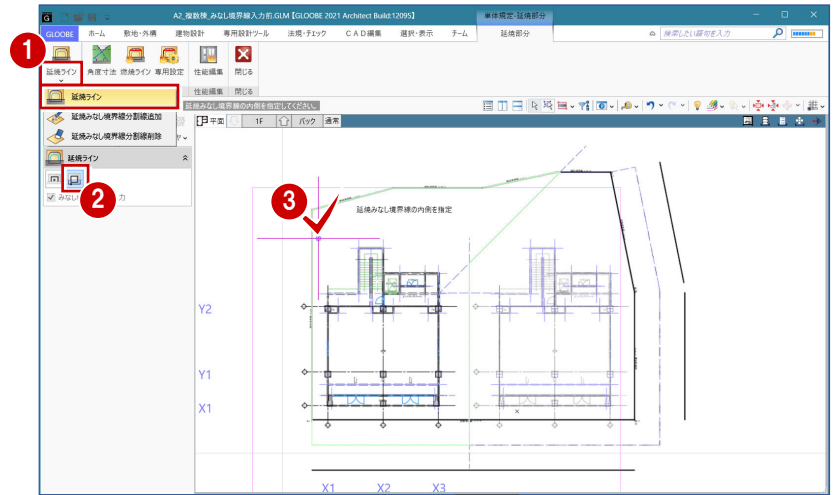 A2_複数棟_みなし境界線入力前.GLM【GLOOBE 2021 Architect Build:12095】
単体規定-延焼部分
GLOOBE ホーム 敷地・外構 建物設計 専用設計ツール 法規・チェック CAD編集 選択・表示 チーム 延焼部分 検索したい語句を入力
1
延焼ライン 角度寸法 燃焼ライン 専用設定 性能編集 閉じる
性能編集 閉じる
延焼ライン
延焼みなし境界線の内側を指定してください。
延焼みなし境界線分割線追加
平面 1F バック 通常
延焼みなし境界線分割線削除
延焼ライン
2
3
延焼みなし境界線の内側を指定
Y2
Y1
X1
X1 X2 X3